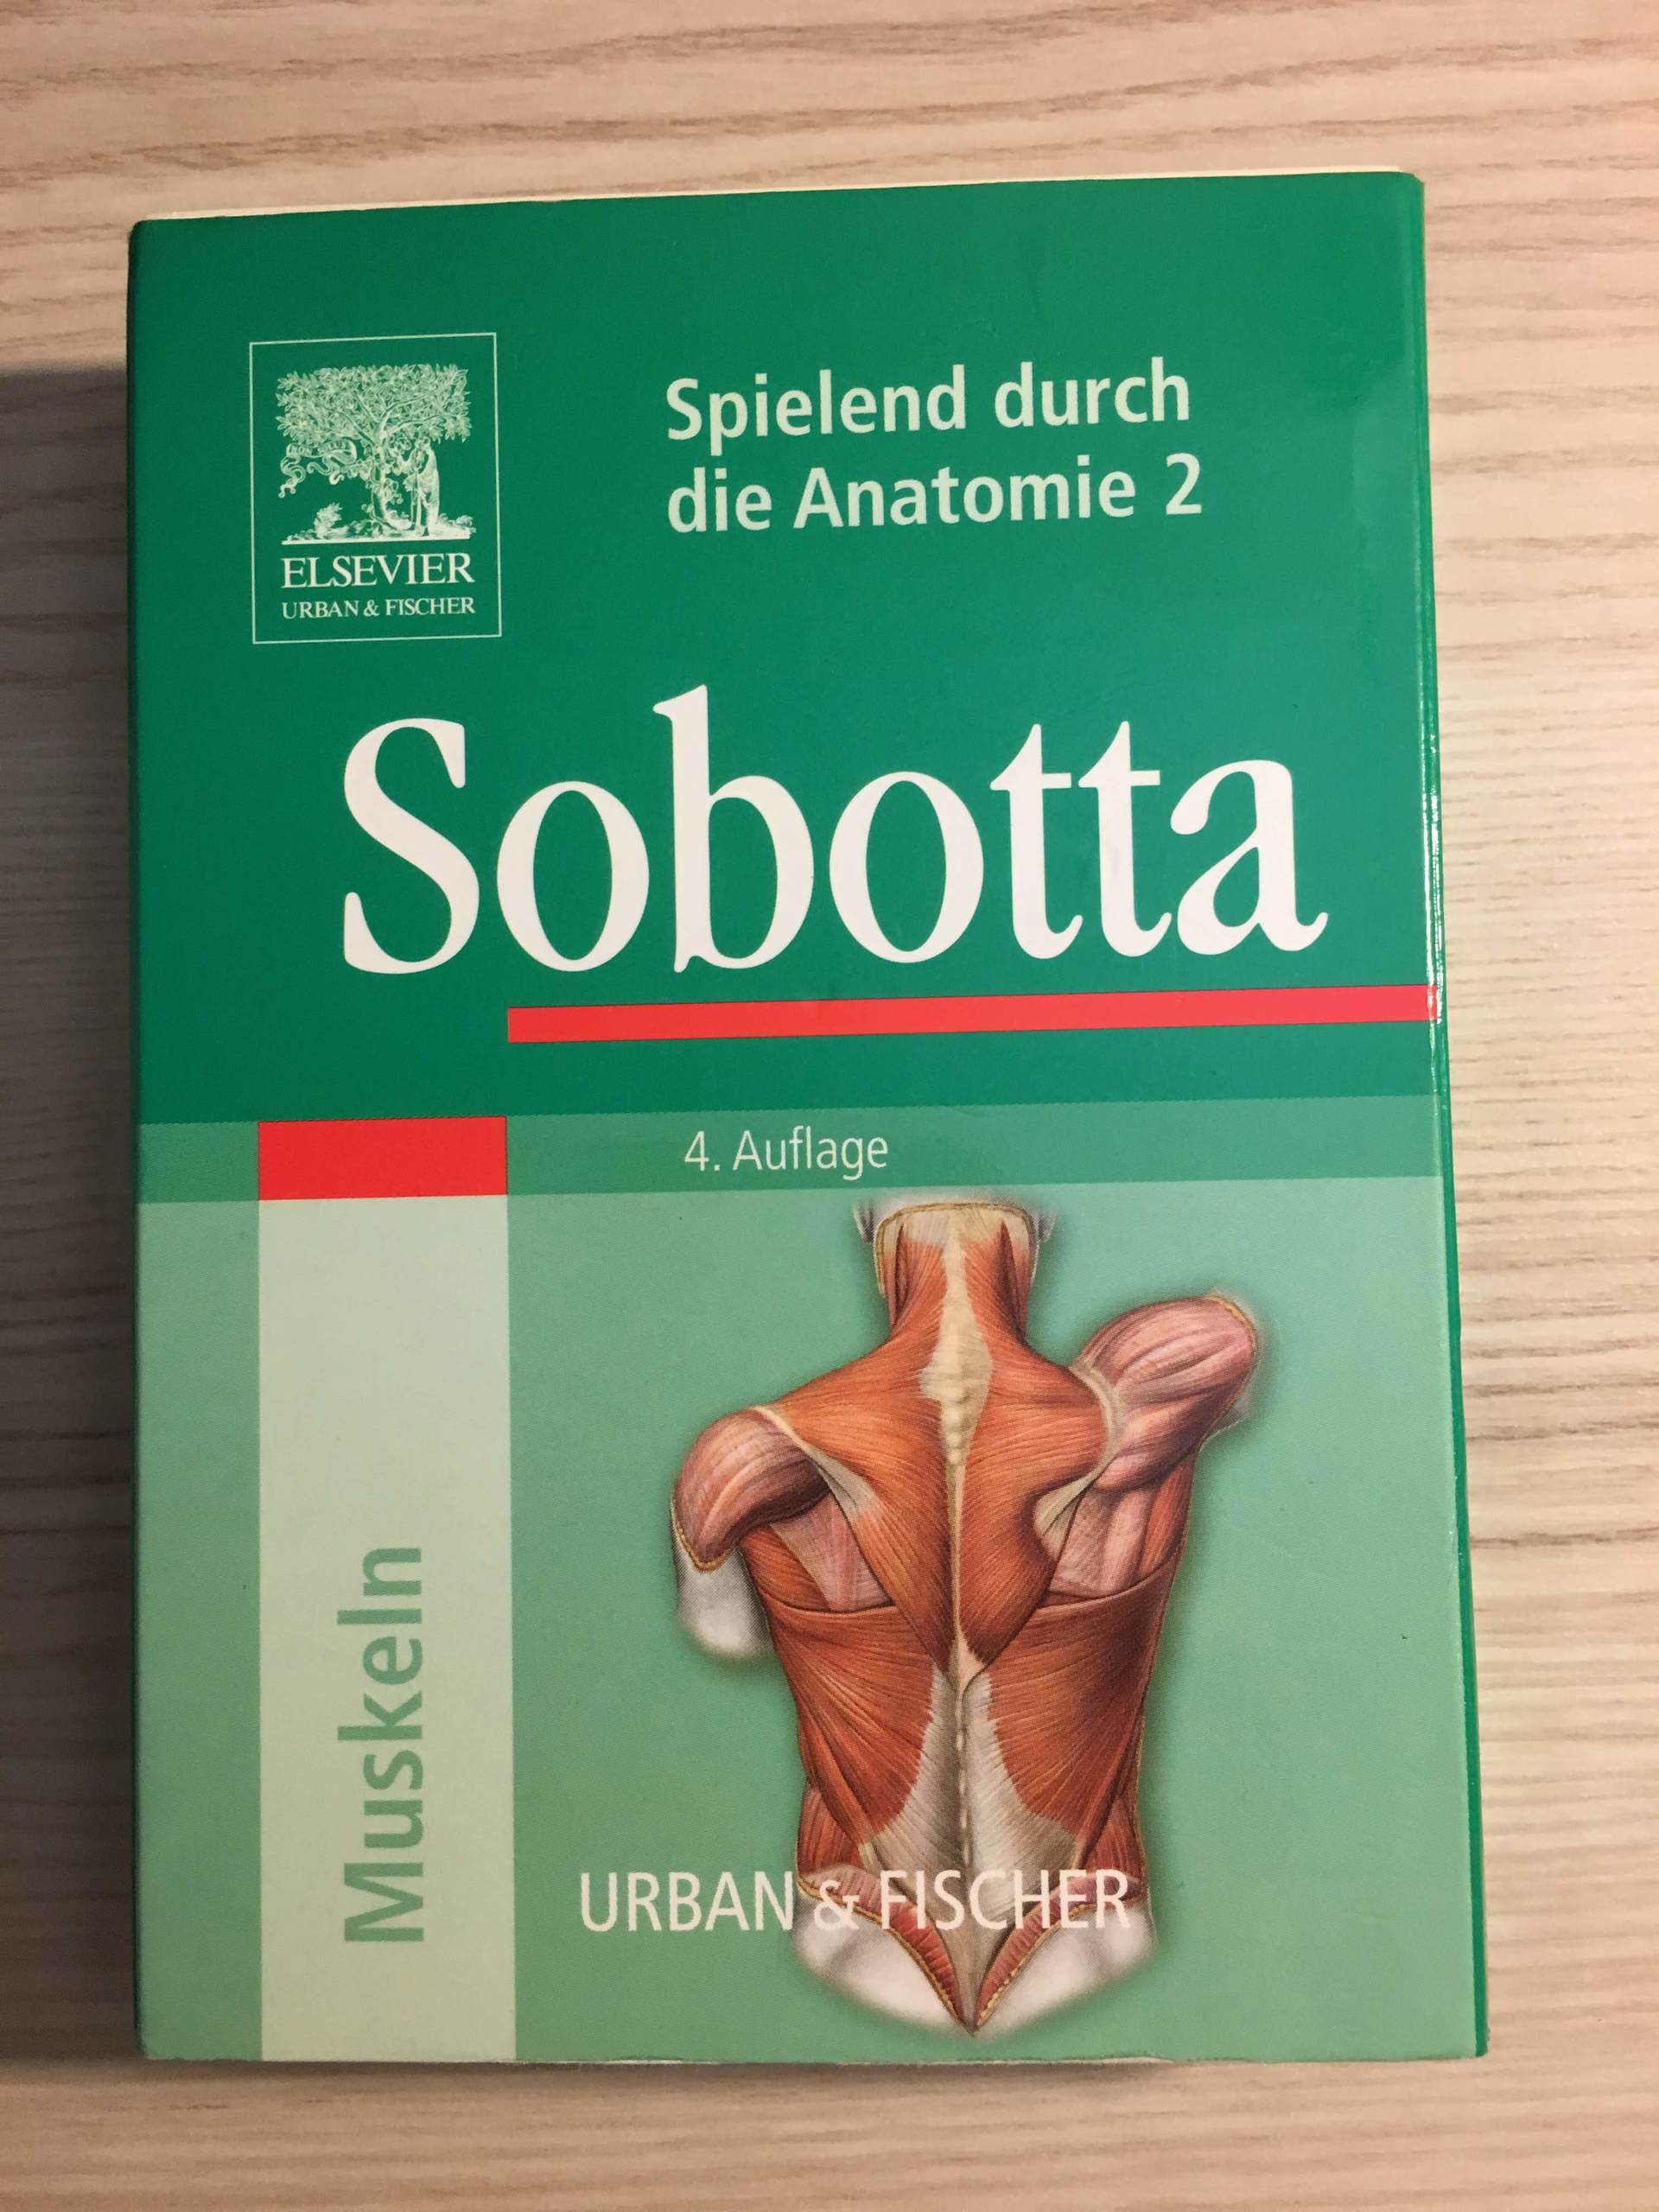 Spielend durch
die Anatomie 2
ELSEVIER
URBAN & FISCHER
Sobotta
4. Auflage
Muskeln
URBAN & FISCHER